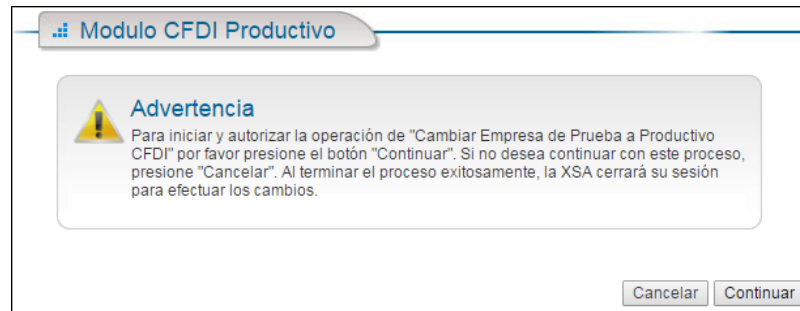 Modulo CFDI Productivo
Advertencia
Para iniciar y autorizar la operación de "Cambiar Empresa de Prueba a Productivo
CFDI" por favor presione el botón "Continuar". Si no desea continuar con este proceso,
presione "Cancelar". Al terminar el proceso exitosamente, la XSA cerrará su sesión
para efectuar los cambios.
Cancelar Continuar